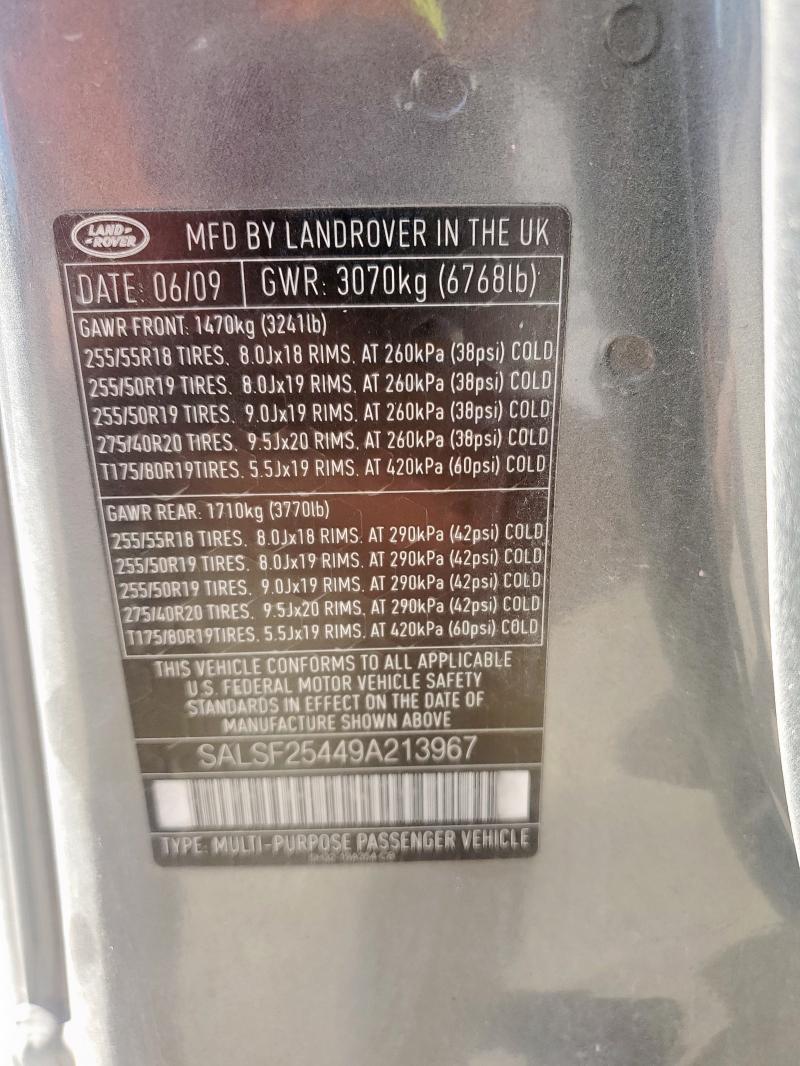 LAND-
-ROVER
MFD BY LANDROVER IN THE UK
DATE: 06/09 GWR: 3070kg (6768lb)
GAWR FRONT: 1470kg (3241lb)
255/55R18 TIRES. 8.0Jx18 RIMS. AT 260kPa (38psi) COLD
255/50R19 TIRES. 8.0Jx19 RIMS. AT 260kPa (38psi) COLD
255/50R19 TIRES. 9.0Jx19 RIMS. AT 260kPa (38psi) COLD
275/40R20 TIRES. 9.5Jx20 RIMS. AT 260kPa (38psi) COLD
T175/80R19TIRES. 5.5Jx19 RIMS. AT 420kPa (60psi) COLD
GAWR REAR: 1710kg (3770lb)
255/55R18 TIRES. 8.0Jx18 RIMS. AT 290kPa (42psi) COLD
255/50R19 TIRES. 8.0Jx19 RIMS. AT 290kPa (42psi) COLD
255/50R19 TIRES. 9.0Jx19 RIMS. AT 290kPa (42psi) COLD
275/40R20 TIRES. 9.5Jx20 RIMS. AT 290kPa (42psi) COLD
T175/80R19TIRES. 5.5Jx19 RIMS. AT 420kPa (60psi) COLD
THIS VEHICLE CONFORMS TO ALL APPLICABLE
U.S. FEDERAL MOTOR VEHICLE SAFETY
STANDARDS IN EFFECT ON THE DATE OF
MANUFACTURE SHOWN ABOVE
SALSF25449A213967
TYPE: MULTI-PURPOSE PASSENGER VEHICLE